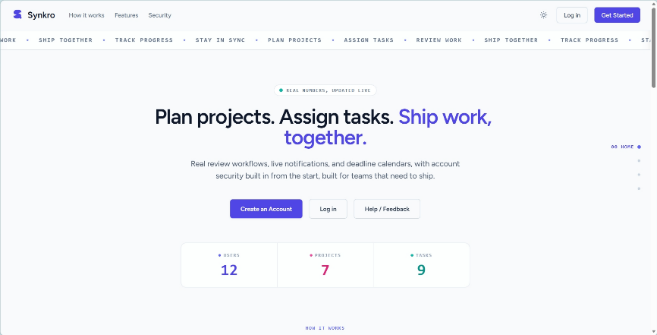 Synkro
How it works Features Security
Log in Get Started
WORK • SHIP TOGETHER • TRACK PROGRESS • STAY IN SYNC • PLAN PROJECTS • ASSIGN TASKS • REVIEW WORK • SHIP TOGETHER • TRACK PROGRESS •
REAL NUMBERS, UPDATED LIVE
Plan projects. Assign tasks. Ship work,
together.
00 HOME
Real review workflows, live notifications, and deadline calendars, with account
security built in from the start, built for teams that need to ship.
Create an Account Log in Help / Feedback
USERS PROJECTS TASKS
12 7 9
HOW IT WORKS